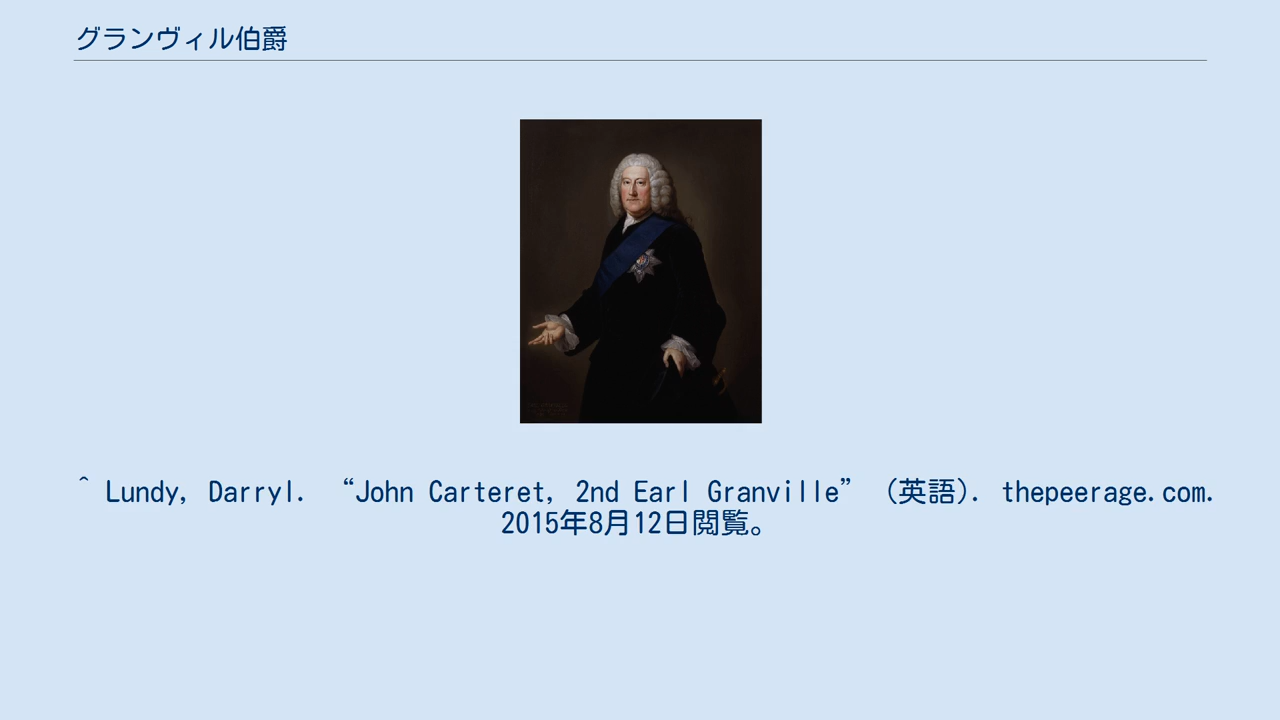 グランヴィル伯爵
^ Lundy, Darryl. “John Carteret, 2nd Earl Granville” (英語). thepeerage.com.
2015年8月12日閲覧。